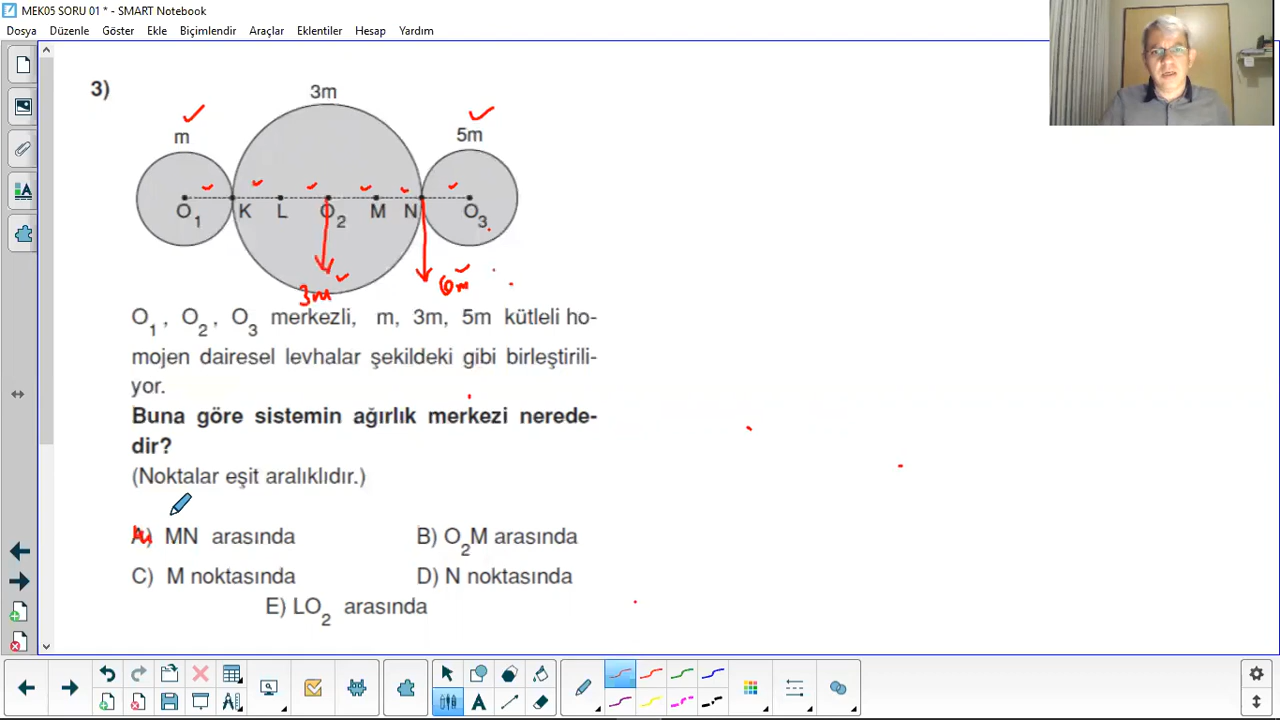 MEK05 SORU 01 * - SMART Notebook
Dosya Düzenle Göster Ekle Biçimlendiri Araçlar Eklentiler Hesap Yardım
3)
3m
m
5m
O1 K L O2 M N O3
3m
6m
O1 , O2 , O3 merkezli, m, 3m, 5m kütleli ho-
mojen dairesel levhalar şekildeki gibi birleştirili-
yor.
Buna göre sistemin ağırlık merkezi nerede-
dir?
(Noktalar eşit aralıklıdır.)
A) MN arasında B) O2M arasında
C) M noktasında D) N noktasında
E) LO2 arasında